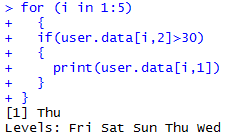 > for (i in 1:5)
+   {
+   if(user.data[i,2]>30)
+   {
+     print(user.data[i,1])
+   }
+ }
[1] Thu
Levels: Fri Sat Sun Thu Wed